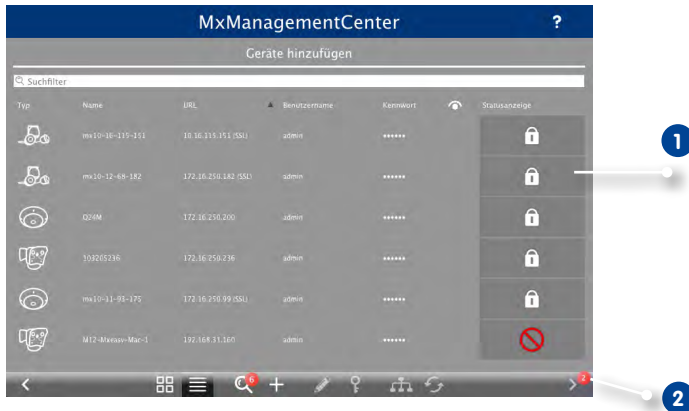 MxManagementCenter ?
Geräte hinzufügen
Suchfilter
Typ Name URL Benutzername Kennwort Statusanzeige
mx10-16-115-151 10.16.115.151 (SSL) admin ••••••
mx10-12-69-182 172.16.250.182 (SSL) admin ••••••
Q24M 172.16.250.200 admin ••••••
103205236 172.16.250.236 admin ••••••
mx10-11-93-175 172.16.250.99 (SSL) admin ••••••
M12-Merasv-Mac-1 192.168.31.160 admin ••••••
6
2
1
2